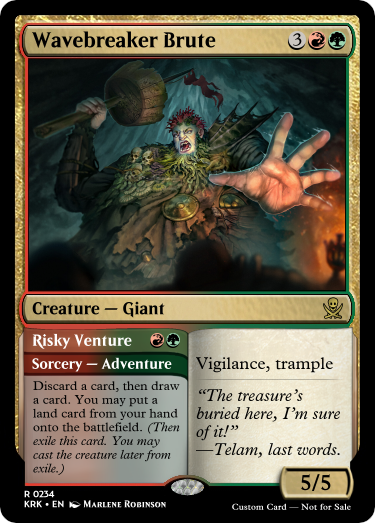 Wavebreaker Brute 3
Creature — Giant
Risky Venture
Sorcery — Adventure
Discard a card, then draw
a card. You may put a
land card from your hand
onto the battlefield. (Then
exile this card. You may
cast the creature later from
exile.)
Vigilance, trample
“The treasure's
buried here, I'm sure
of it!”
—Telam, last words.
5/5
R 0234
KRK • EN Marlene Robinson
Custom Card — Not for Sale